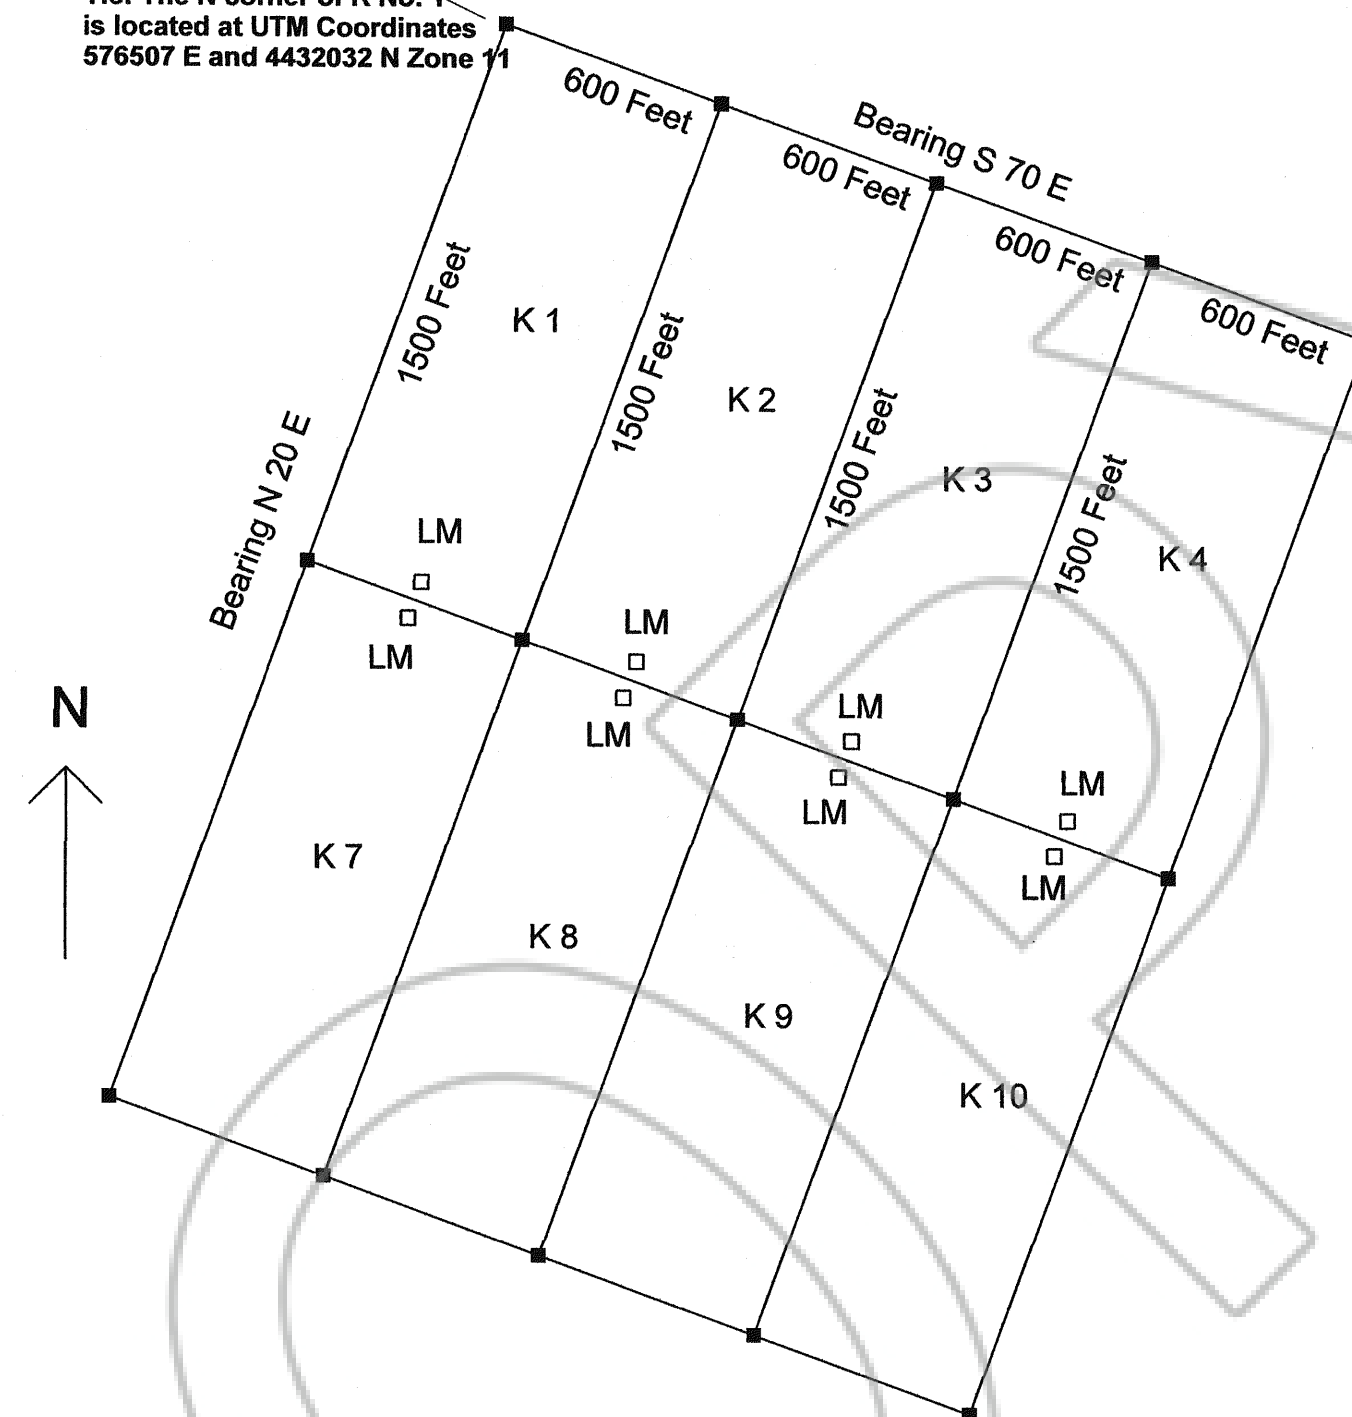 is located at UTM Coordinates
576507 E and 4432032 N Zone 11
600 Feet
Bearing S 70 E
600 Feet
600 Feet
600 Feet
1500 Feet
K 1
1500 Feet
K 2
1500 Feet
K 3
1500 Feet
K 4
Bearing N 20 E
LM
LM
LM
LM
LM
LM
LM
LM
N
K 7
K 8
K 9
K 10